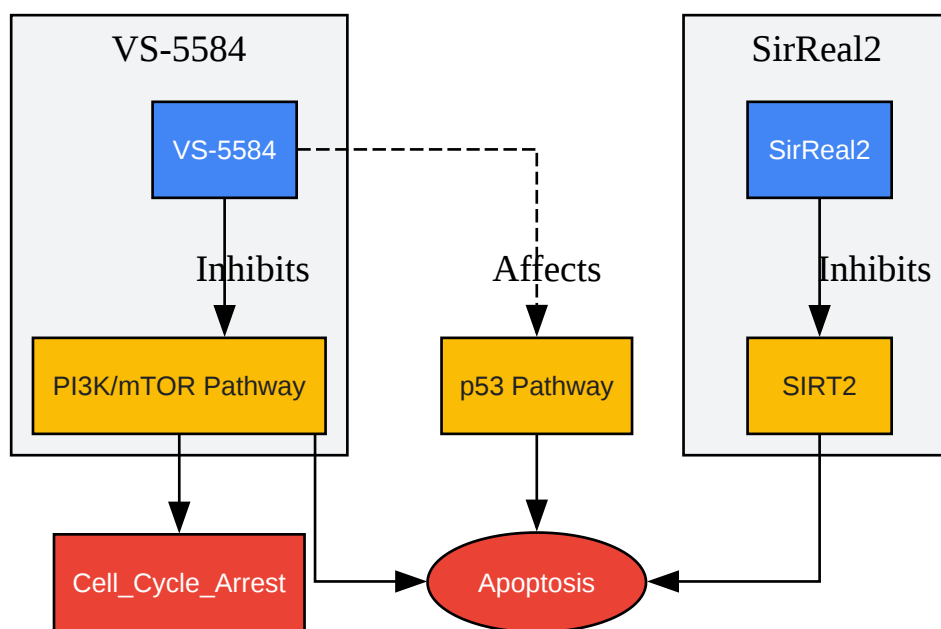 VS-5584
SirReal2
VS-5584
SirReal2
Inhibits
Affects
Inhibits
PI3K/mTOR Pathway
p53 Pathway
SIRT2
Cell_Cycle_Arrest
Apoptosis